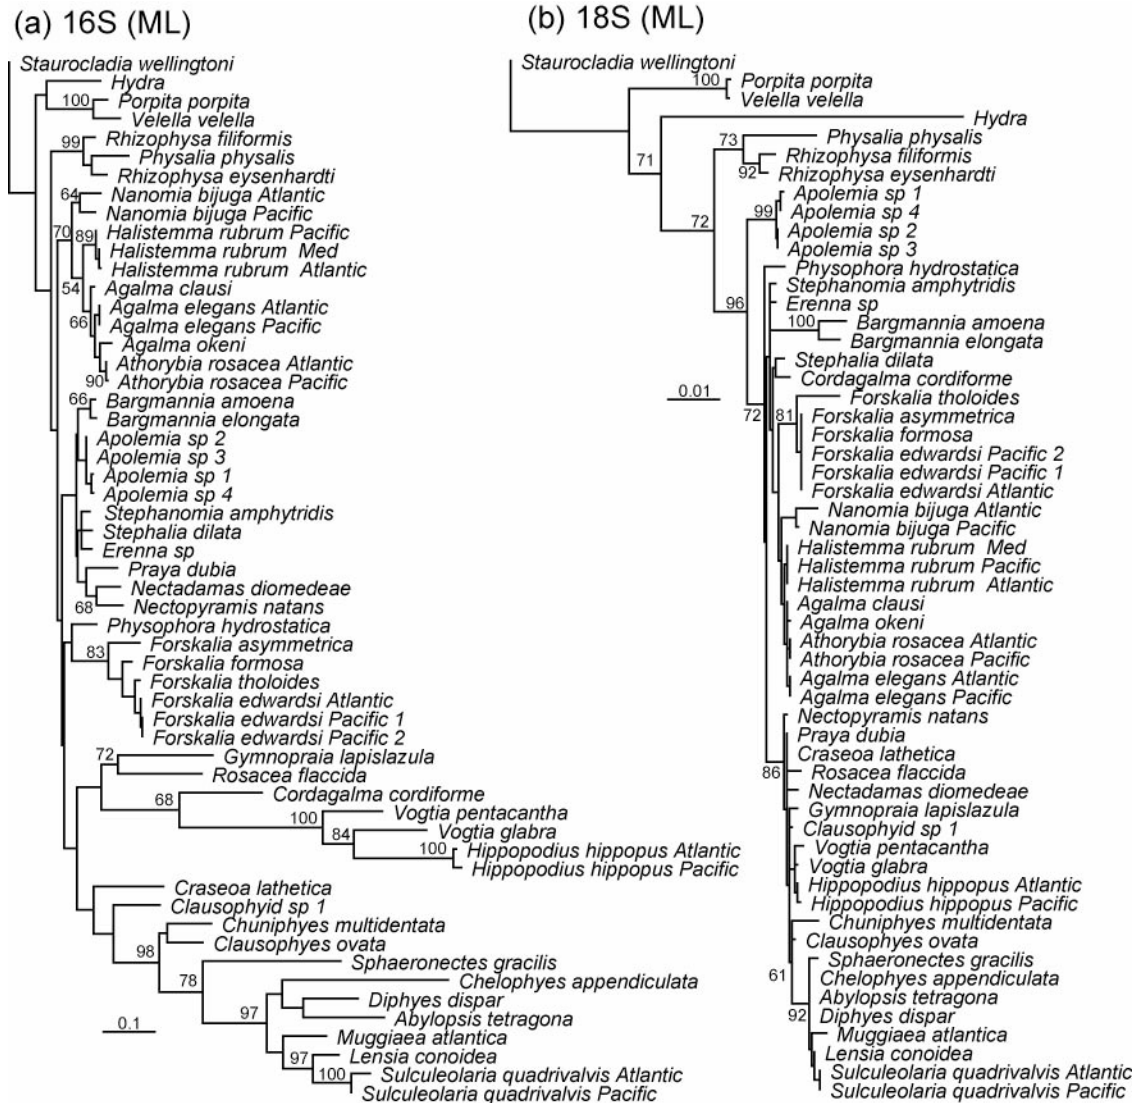 (a) 16S (ML)
Staurocladia wellingtoni
Hydra
100 Porpita porpita
Velella velella
99 Rhizophysa filiformis
Physalia physalis
Rhizophysa eysenhardti
64 Nanomia bijuga Atlantic
Nanomia bijuga Pacific
70 89 Halistemma rubrum Pacific
Halistemma rubrum Med
Halistemma rubrum Atlantic
54 Agalma clausi
Agalma elegans Atlantic
66 Agalma elegans Pacific
Agalma okeni
Athorybia rosacea Atlantic
90 Athorybia rosacea Pacific
66 Bargmannia amoena
Bargmannia elongata
Apolemia sp 2
Apolemia sp 3
Apolemia sp 1
Apolemia sp 4
Stephanomia amphytridis
Stephalia dilata
Erenna sp
Praya dubia
Nectadamas diomedeae
68 Nectopyramis natans
Physophora hydrostatica
83 Forskalia asymmetrica
Forskalia formosa
Forskalia tholoides
Forskalia edwardsi Atlantic
Forskalia edwardsi Pacific 1
Forskalia edwardsi Pacific 2
72 Gymnopraia lapislazula
Rosacea flaccida
68 Cordagalma cordiforme
100 Vogtia pentacantha
84 Vogtia glabra
100 Hippopodius hippopus Atlantic
Hippopodius hippopus Pacific
Craseoa lathetica
Clausophyid sp 1
Chuniphyes multidentata
98 Clausophyes ovata
Sphaeronectes gracilis
78 Chelophyes appendiculata
Diphyes dispar
97 Abylopsis tetragona
0.1
Muggiaea atlantica
97 Lensia conoidea
100 Sulculeolaria quadrivalvis Atlantic
Sulculeolaria quadrivalvis Pacific
(b) 18S (ML)
Staurocladia wellingtoni
100 Porpita porpita
Velella velella
Hydra
73 Physalia physalis
71 Rhizophysa filiformis
92 Rhizophysa eysenhardti
Apolemia sp 1
99 Apolemia sp 4
72 Apolemia sp 2
Apolemia sp 3
Physophora hydrostatica
Stephanomia amphytridis
96 Erenna sp
100 Bargmannia amoena
Bargmannia elongata
Stephalia dilata
Cordagalma cordiforme
0.01
Forskalia tholoides
72 81 Forskalia asymmetrica
Forskalia formosa
Forskalia edwardsi Pacific 2
Forskalia edwardsi Pacific 1
Forskalia edwardsi Atlantic
Nanomia bijuga Atlantic
Nanomia bijuga Pacific
Halistemma rubrum Med
Halistemma rubrum Pacific
Halistemma rubrum Atlantic
Agalma clausi
Agalma okeni
Athorybia rosacea Atlantic
Athorybia rosacea Pacific
Agalma elegans Atlantic
Agalma elegans Pacific
Nectopyramis natans
Praya dubia
Craseoa lathetica
86 Rosacea flaccida
Nectadamas diomedeae
Gymnopraia lapislazula
Clausophyid sp 1
Vogtia pentacantha
Vogtia glabra
Hippopodius hippopus Atlantic
Hippopodius hippopus Pacific
Chuniphyes multidentata
Clausophyes ovata
Sphaeronectes gracilis
61 Chelophyes appendiculata
Abylopsis tetragona
92 Diphyes dispar
Muggiaea atlantica
Lensia conoidea
Sulculeolaria quadrivalvis Atlantic
Sulculeolaria quadrivalvis Pacific